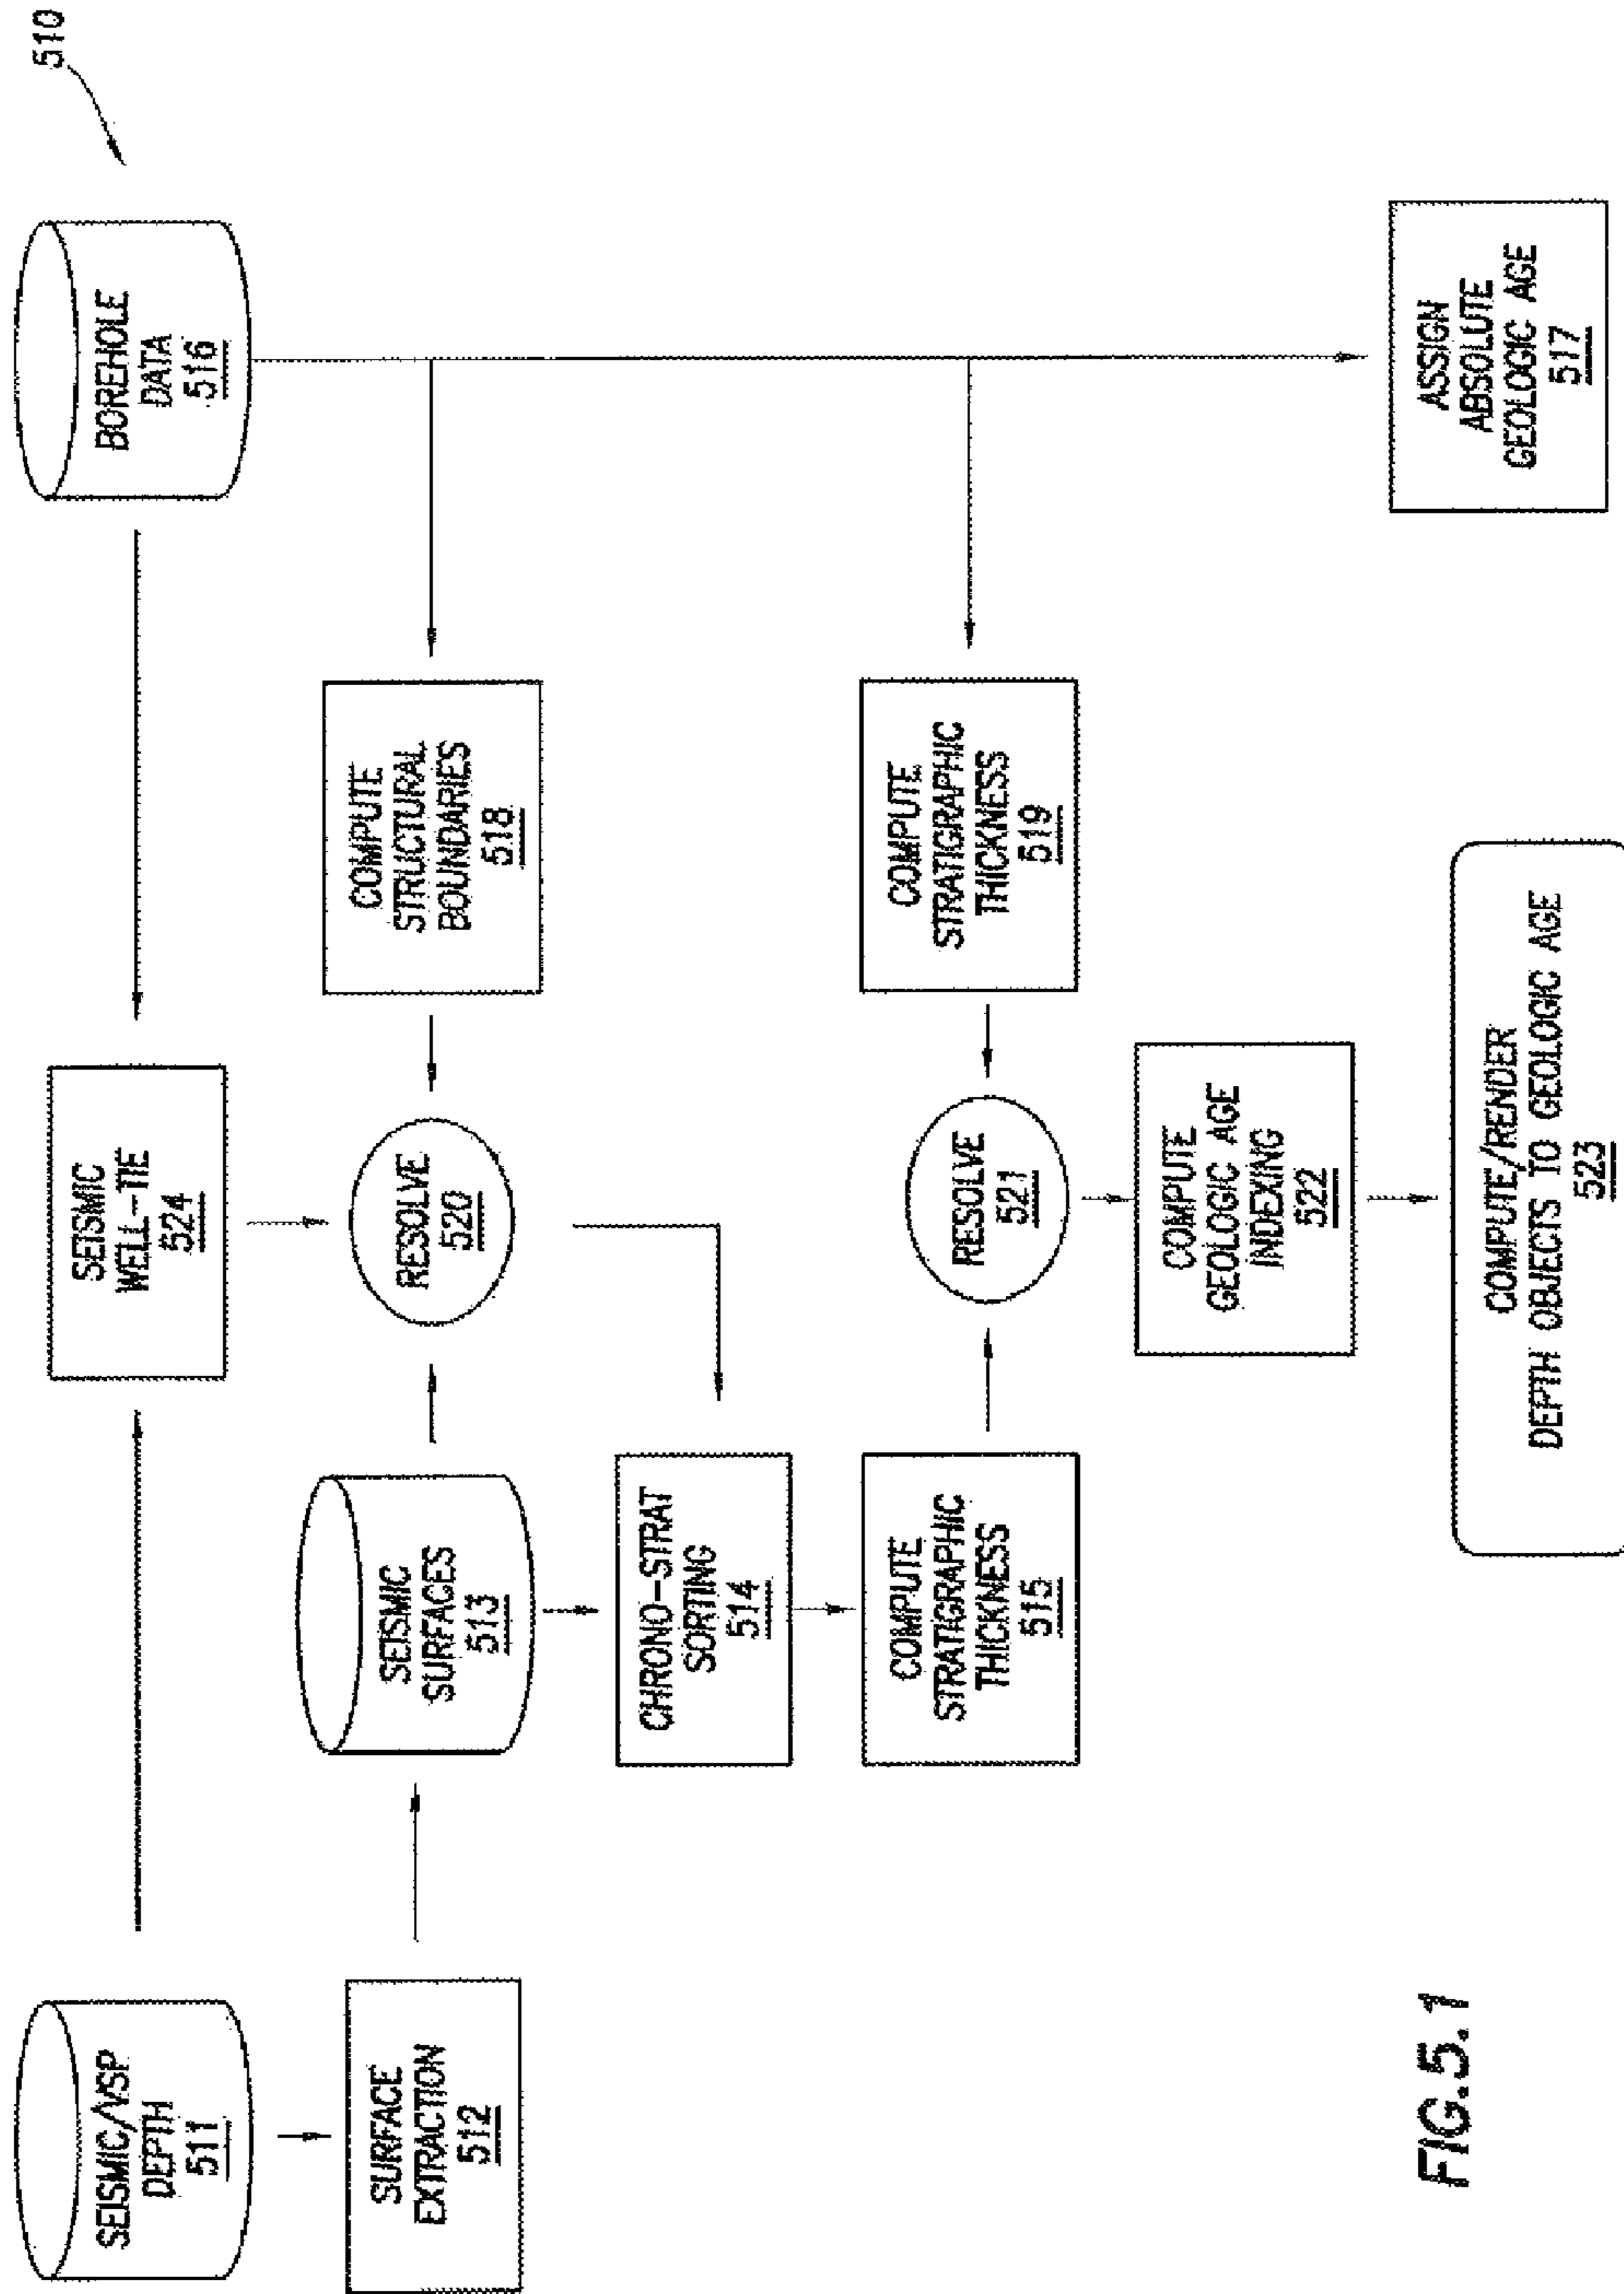 510
SEISMIC/VSP
DEPTH
511
SEISMIC
WELL-TIE
524
BOREHOLE
DATA
516
SURFACE
EXTRACTION
512
SEISMIC
SURFACES
513
RESOLVE
520
COMPUTE
STRUCTURAL
BOUNDARIES
518
CHRONO-STRAT
SORTING
514
COMPUTE
STRATIGRAPHIC
THICKNESS
515
RESOLVE
521
COMPUTE
STRATIGRAPHIC
THICKNESS
519
COMPUTE
GEOLOGIC AGE
INDEXING
522
COMPUTE/RENDER
DEPTH OBJECTS TO GEOLOGIC AGE
523
ASSIGN
ABSOLUTE
GEOLOGIC AGE
517
FIG.5.1